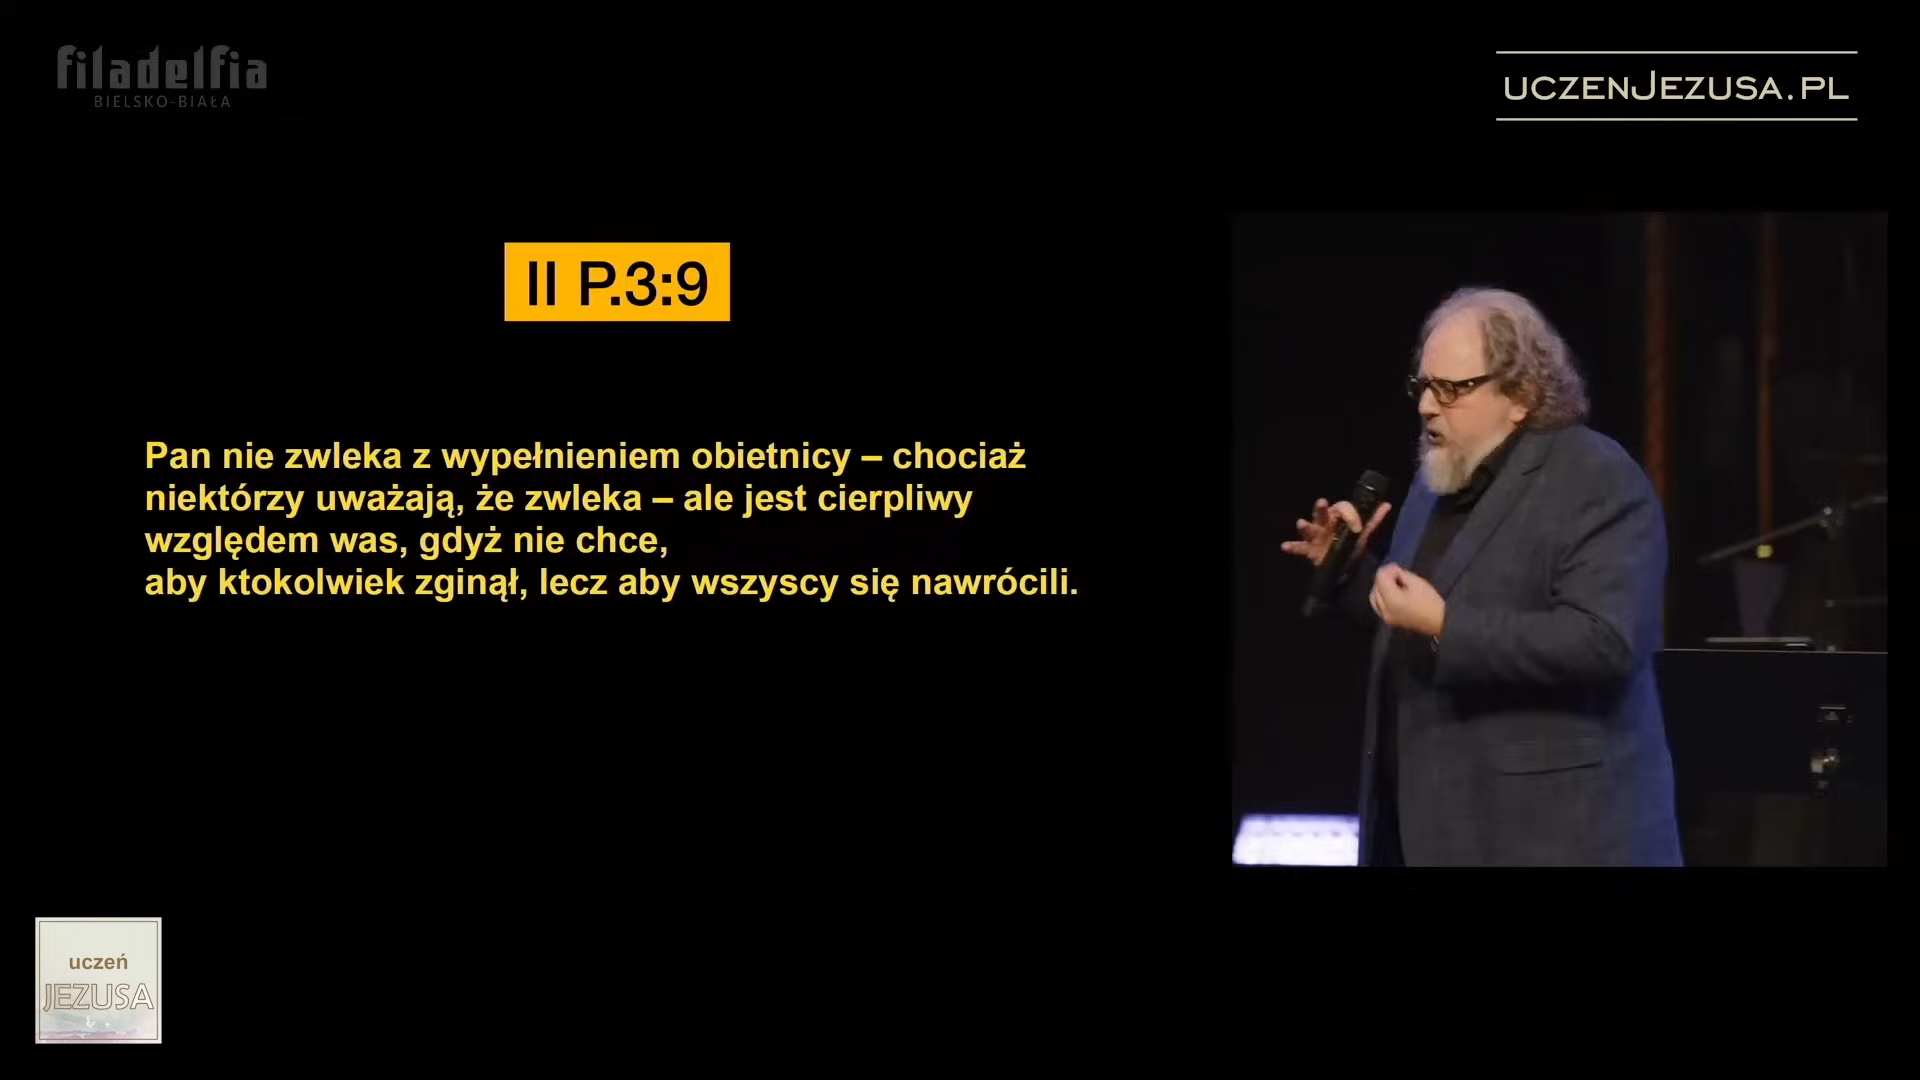 filadelfia
BIELSKO-BIAŁA
UCZENJEZUSA.PL
II P.3:9
Pan nie zwleka z wypełnieniem obietnicy – chociaż
niektórzy uważają, że zwleka – ale jest cierpliwy
względem was, gdyż nie chce,
aby ktokolwiek zginął, lecz aby wszyscy się nawrócili.
uczeń
JEZUSA